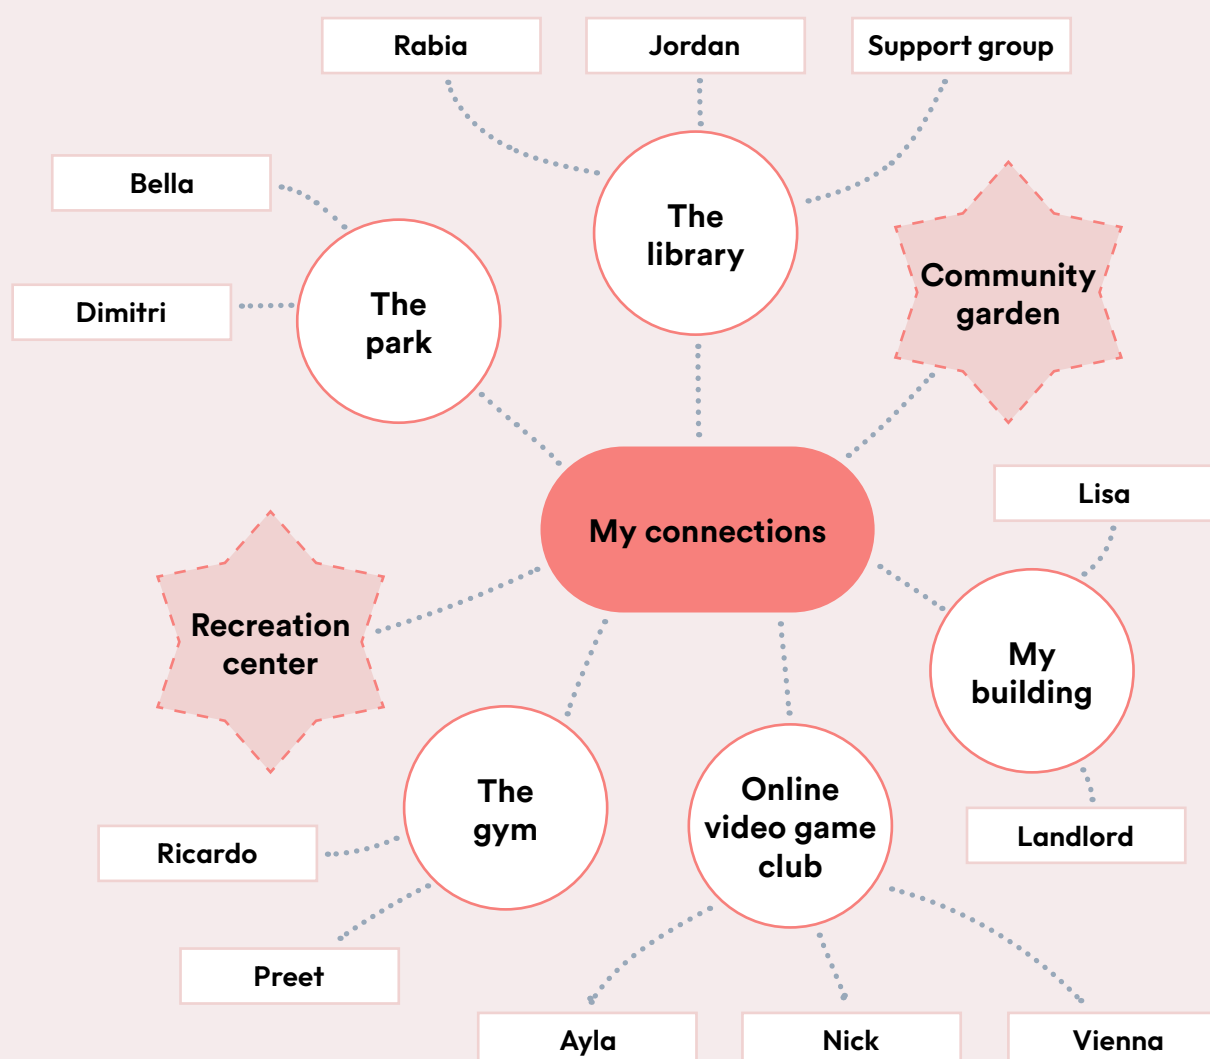 Rabia
Jordan
Support group
Bella
The
library
Community
garden
Dimitri
The
park
Lisa
My connections
Recreation
center
My
building
The
gym
Online
video game
club
Ricardo
Landlord
Preet
Ayla
Nick
Vienna